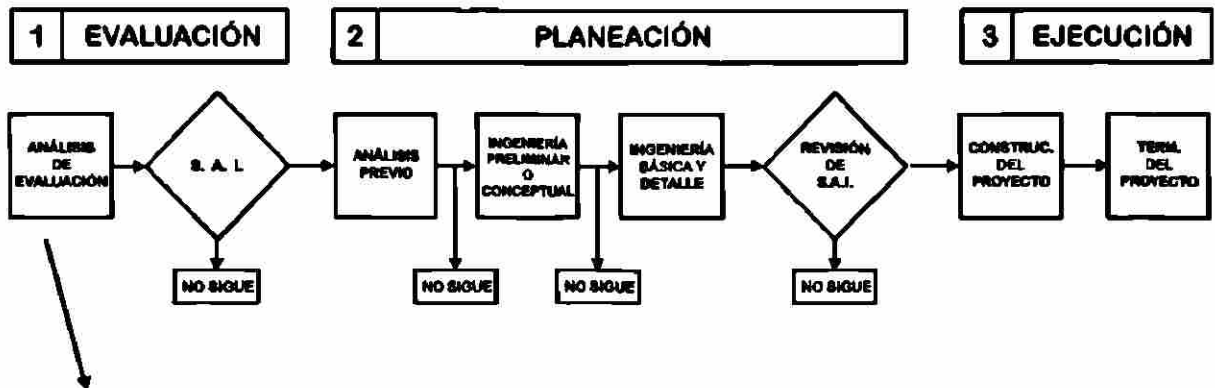 1 EVALUACIÓN
2 PLANEACIÓN
3 EJECUCIÓN
ANÁLISIS
DE
EVALUACIÓN
S. A. I.
ANÁLISIS
PREVIO
INGENIERÍA
PRELIMINAR
O
CONCEPTUAL
INGENIERÍA
BÁSICA Y
DETALLE
REVISIÓN
DE
S.A.I.
CONSTRUC.
DEL
PROYECTO
TERM.
DEL
PROYECTO
NO SIGUE
NO SIGUE
NO SIGUE
NO SIGUE